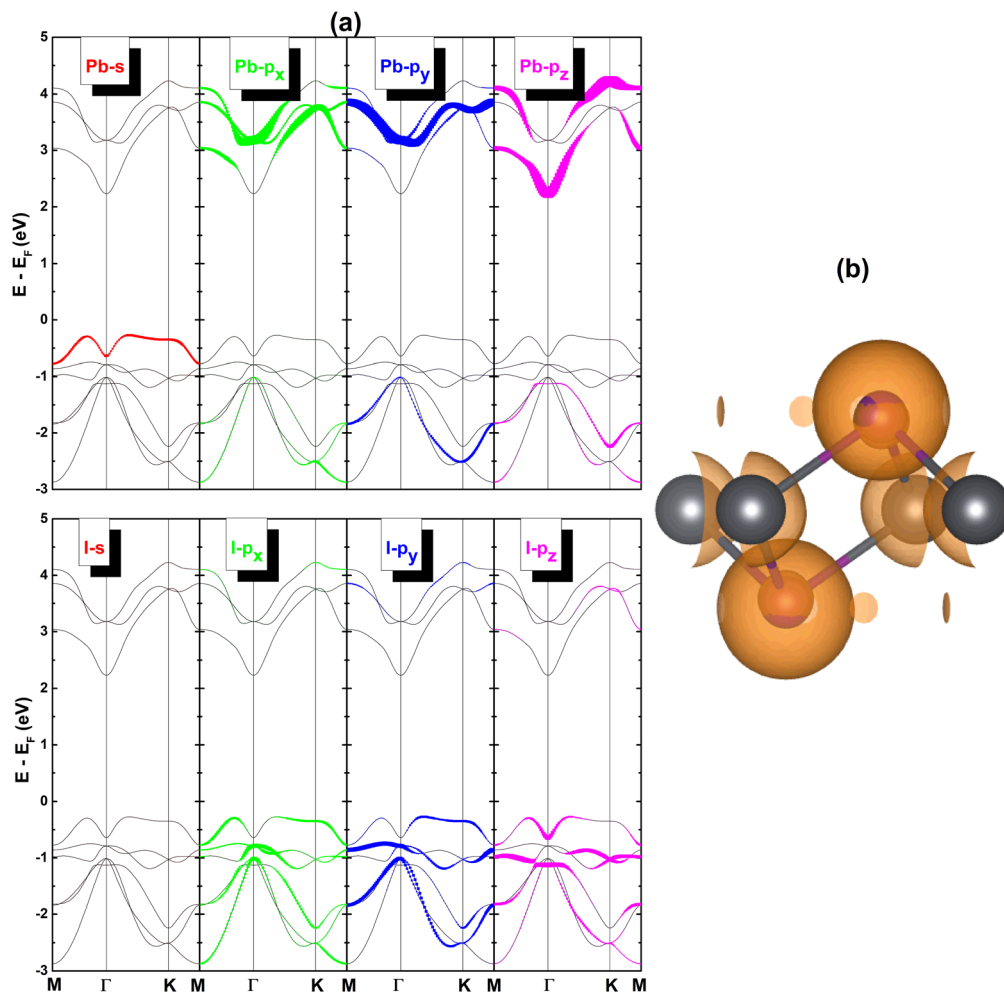 (a)
5
Pb-s
Pb-px
Pb-py
Pb-pz
4
3
2
E - EF (eV)
1
0
-1
-2
-3
(b)
5
I-s
I-px
I-py
I-pz
4
3
2
E - EF (eV)
1
0
-1
-2
-3
M Γ K M Γ K M Γ K M Γ K M